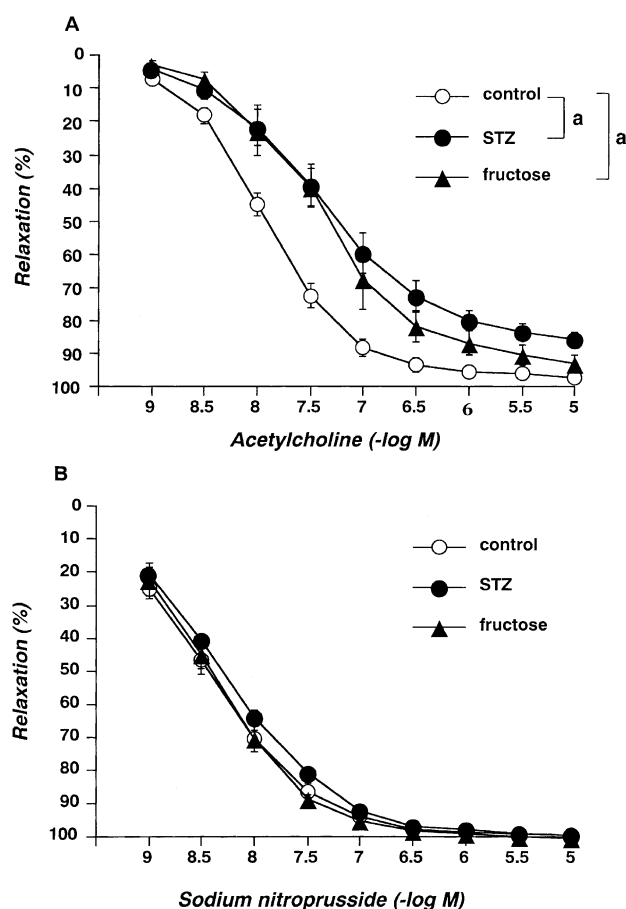 A
0
10
20
30
40
50
60
70
80
90
100
Relaxation (%)
control
STZ
fructose
a
a
9 8.5 8 7.5 7 6.5 6 5.5 5
Acetylcholine (-log M)
B
0
10
20
30
40
50
60
70
80
90
100
Relaxation (%)
control
STZ
fructose
9 8.5 8 7.5 7 6.5 6 5.5 5
Sodium nitroprusside (-log M)